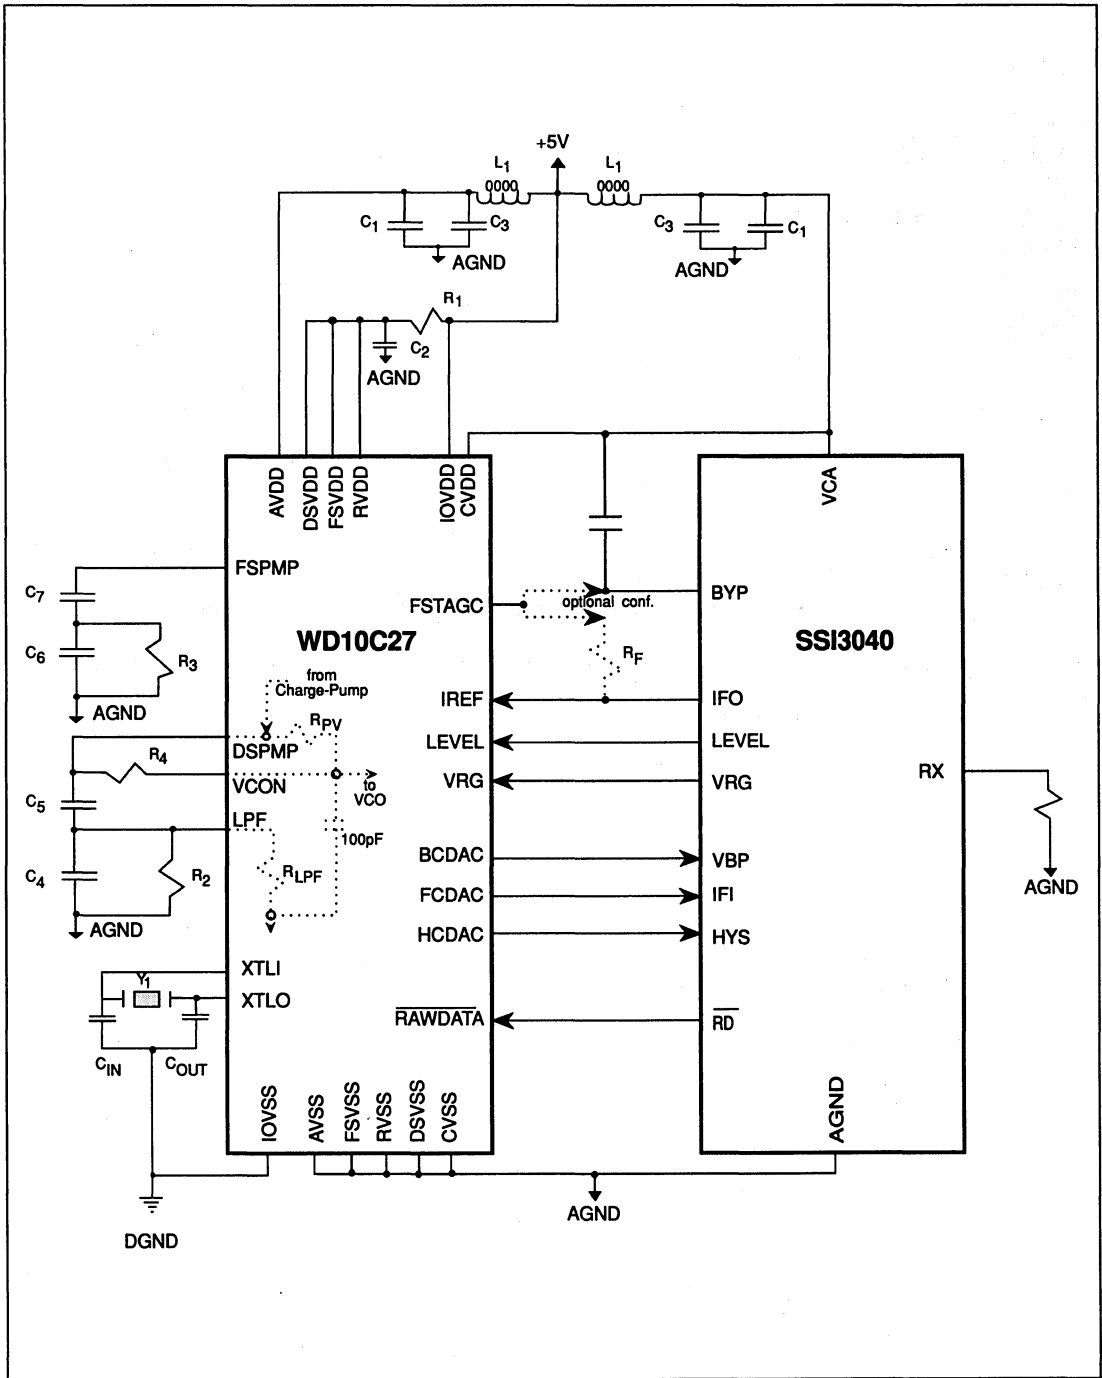 +5V
L1
L1
C1
C3
C3
C1
AGND
AGND
R1
C2
AGND
AVDD
DSVDD
FSVDD
RVDD
IOVDD
CVDD
VCA
FSPMP
C7
FSTAGC
optional conf.
BYP
WD10C27
SSI3040
C6
R3
RF
from
Charge-Pump
IREF
IFO
AGND
RPV
DSPMP
LEVEL
LEVEL
R4
VCON
to
VCO
VRG
VRG
RX
C5
LPF
100pF
BCDAC
VBP
C4
R2
RLPF
FCDAC
IFI
AGND
AGND
HCDAC
HYS
XTLI
Y1
XTLO
RAWDATA
RD
CIN
COUT
IOVSS
AVSS
FSVSS
RVSS
DSVSS
CVSS
AGND
AGND
DGND